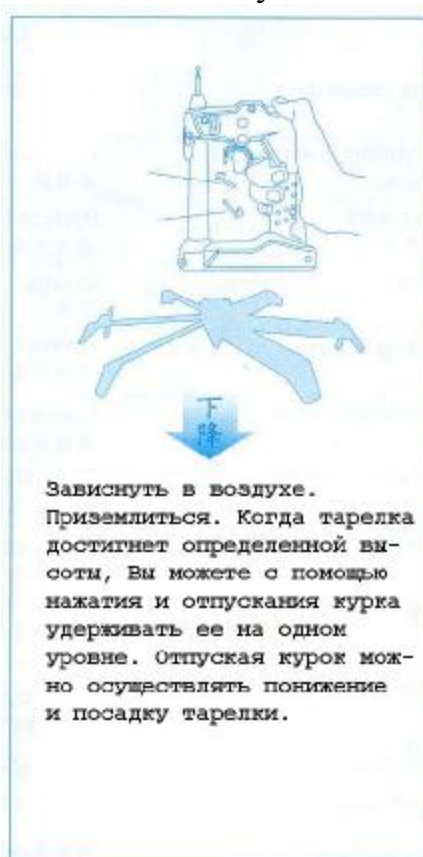 下
降
Зависнуть в воздухе.
Приземлиться. Когда тарелка
достигнет определенной вы-
соты, Вы можете с помощью
нажатия и отпускания курка
удерживать ее на одном
уровне. Отпуская курок мож-
но осуществлять понижение
и посадку тарелки.